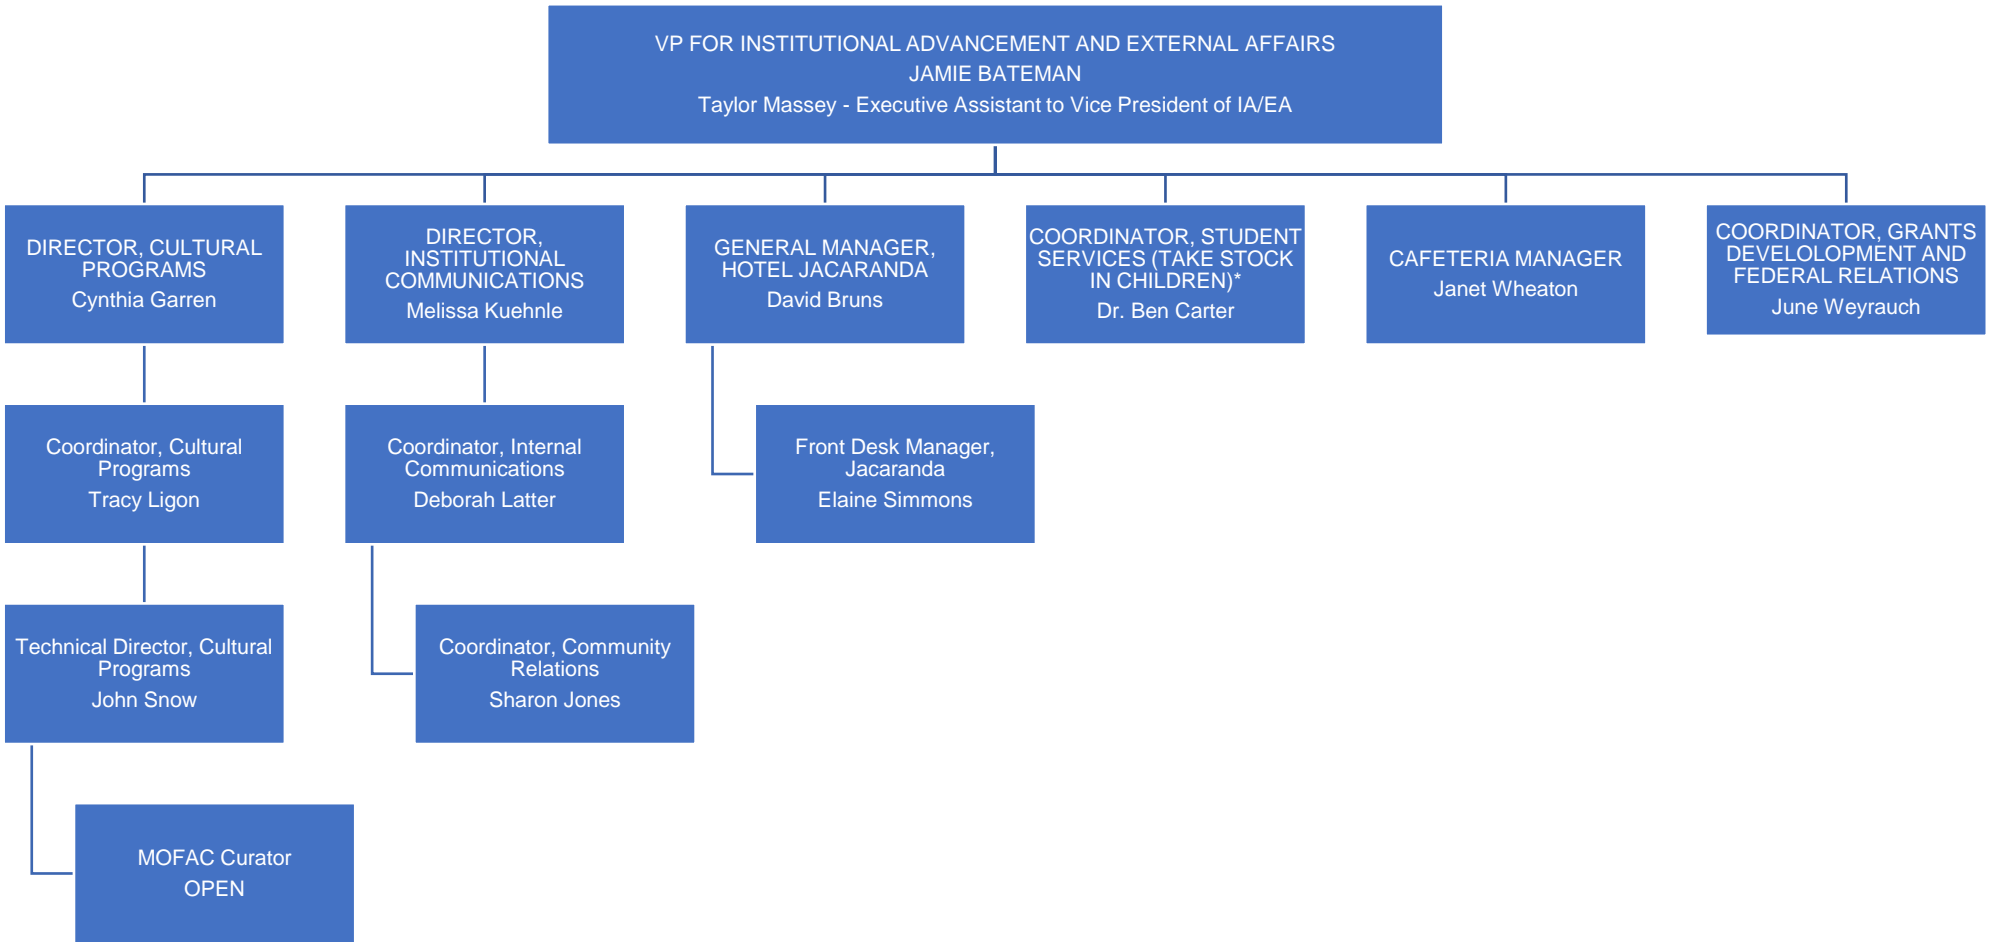 VP FOR INSTITUTIONAL ADVANCEMENT AND EXTERNAL AFFAIRS
JAMIE BATEMAN
Taylor Massey - Executive Assistant to Vice President of IA/EA
DIRECTOR, CULTURAL
PROGRAMS
Cynthia Garren
DIRECTOR,
INSTITUTIONAL
COMMUNICATIONS
Melissa Kuehnle
GENERAL MANAGER,
HOTEL JACARANDA
David Bruns
COORDINATOR, STUDENT
SERVICES (TAKE STOCK
IN CHILDREN)*
Dr. Ben Carter
CAFETERIA MANAGER
Janet Wheaton
COORDINATOR, GRANTS
DEVELOLOPMENT AND
FEDERAL RELATIONS
June Weyrauch
Coordinator, Cultural
Programs
Tracy Ligon
Coordinator, Internal
Communications
Deborah Latter
Front Desk Manager,
Jacaranda
Elaine Simmons
Technical Director, Cultural
Programs
John Snow
Coordinator, Community
Relations
Sharon Jones
MOFAC Curator
OPEN